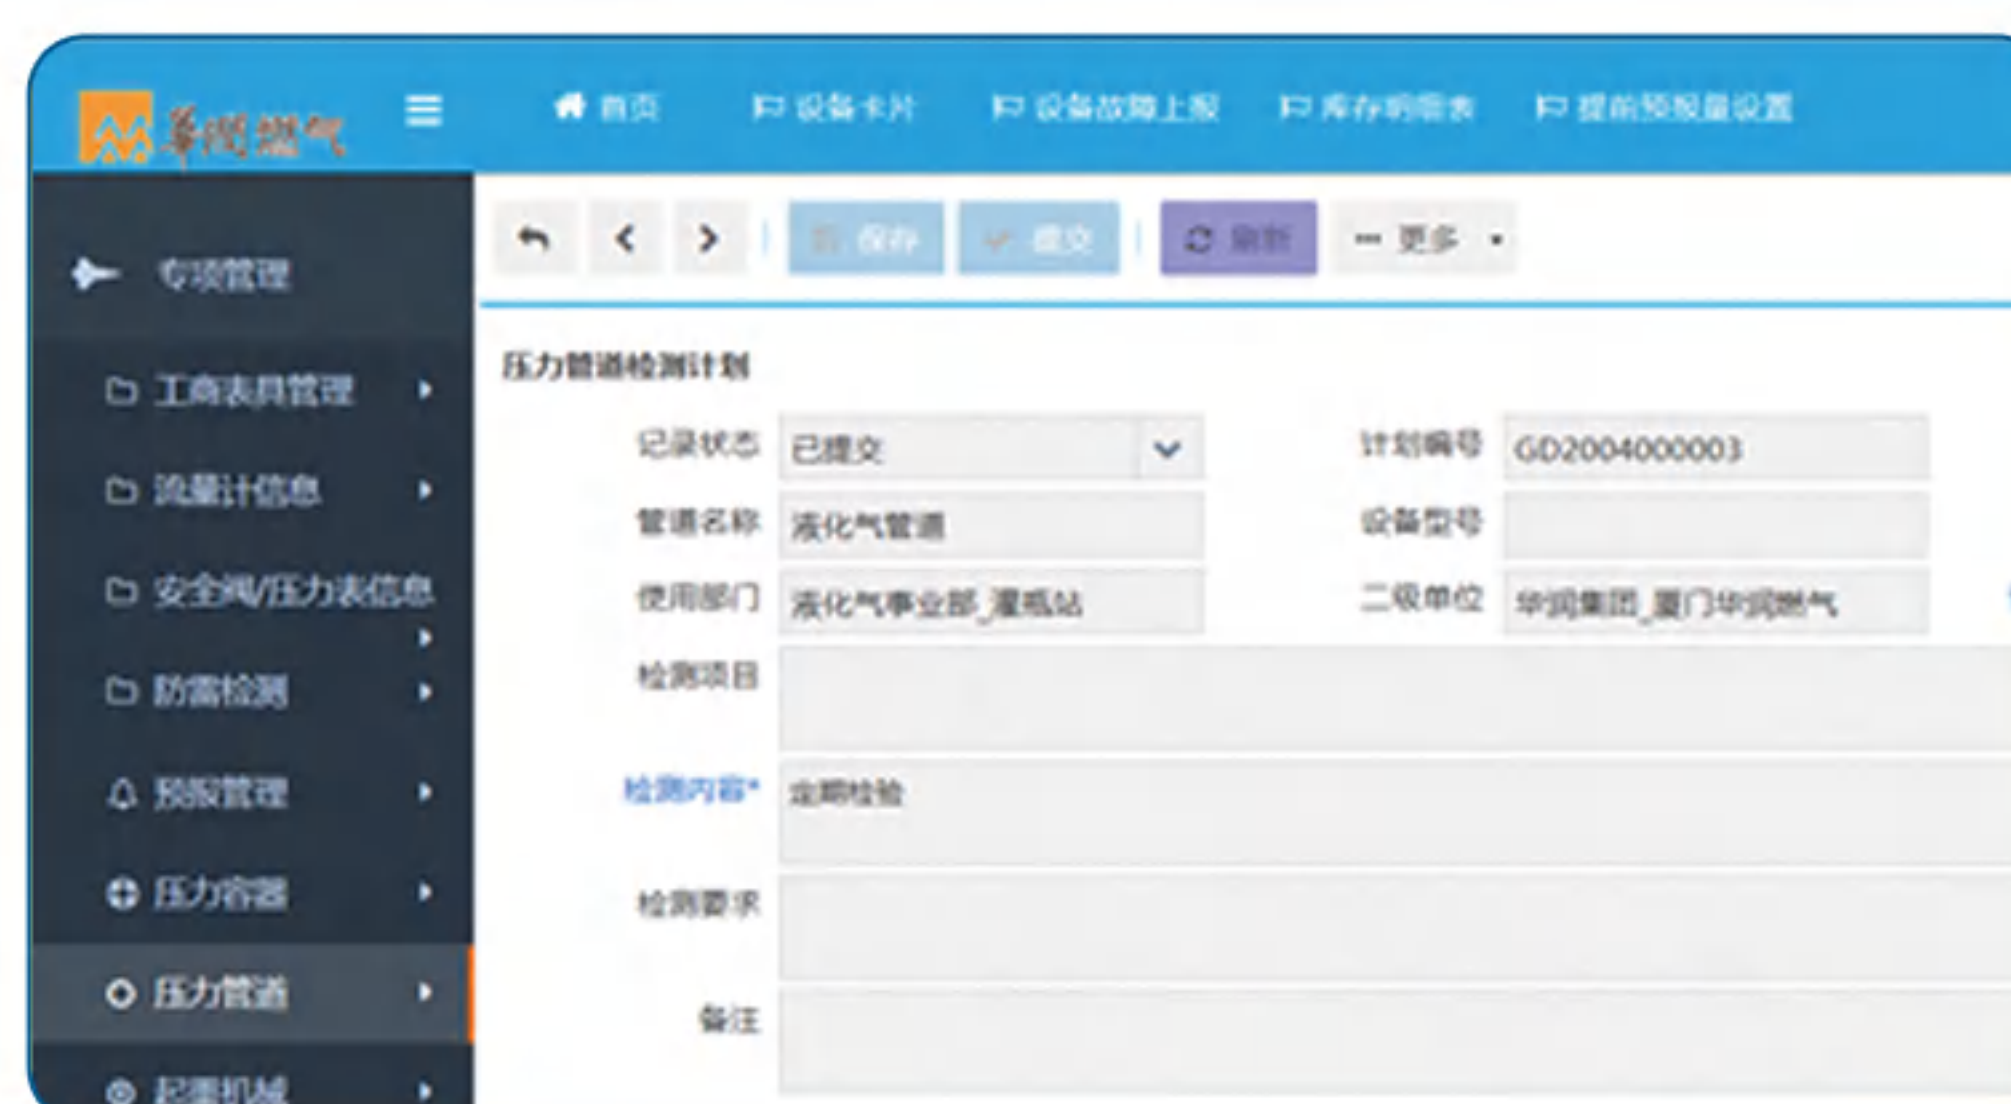 華润燃气
首页 设备卡片 设备故障上报 库存明细表 提前预报量设置
专项管理
保存 提交 刷新 更多
工商表具管理
压力管道检测计划
记录状态 已提交 计划编号 GD2004000003
流量计信息
管道名称 液化气管道 设备型号
安全阀/压力表信息
使用部门 液化气事业部_灌瓶站 二级单位 华润集团_厦门华润燃气
防雷检测
检测项目
预报管理
检测内容* 定期检验
压力容器
检测要求
压力管道
备注
起重机械